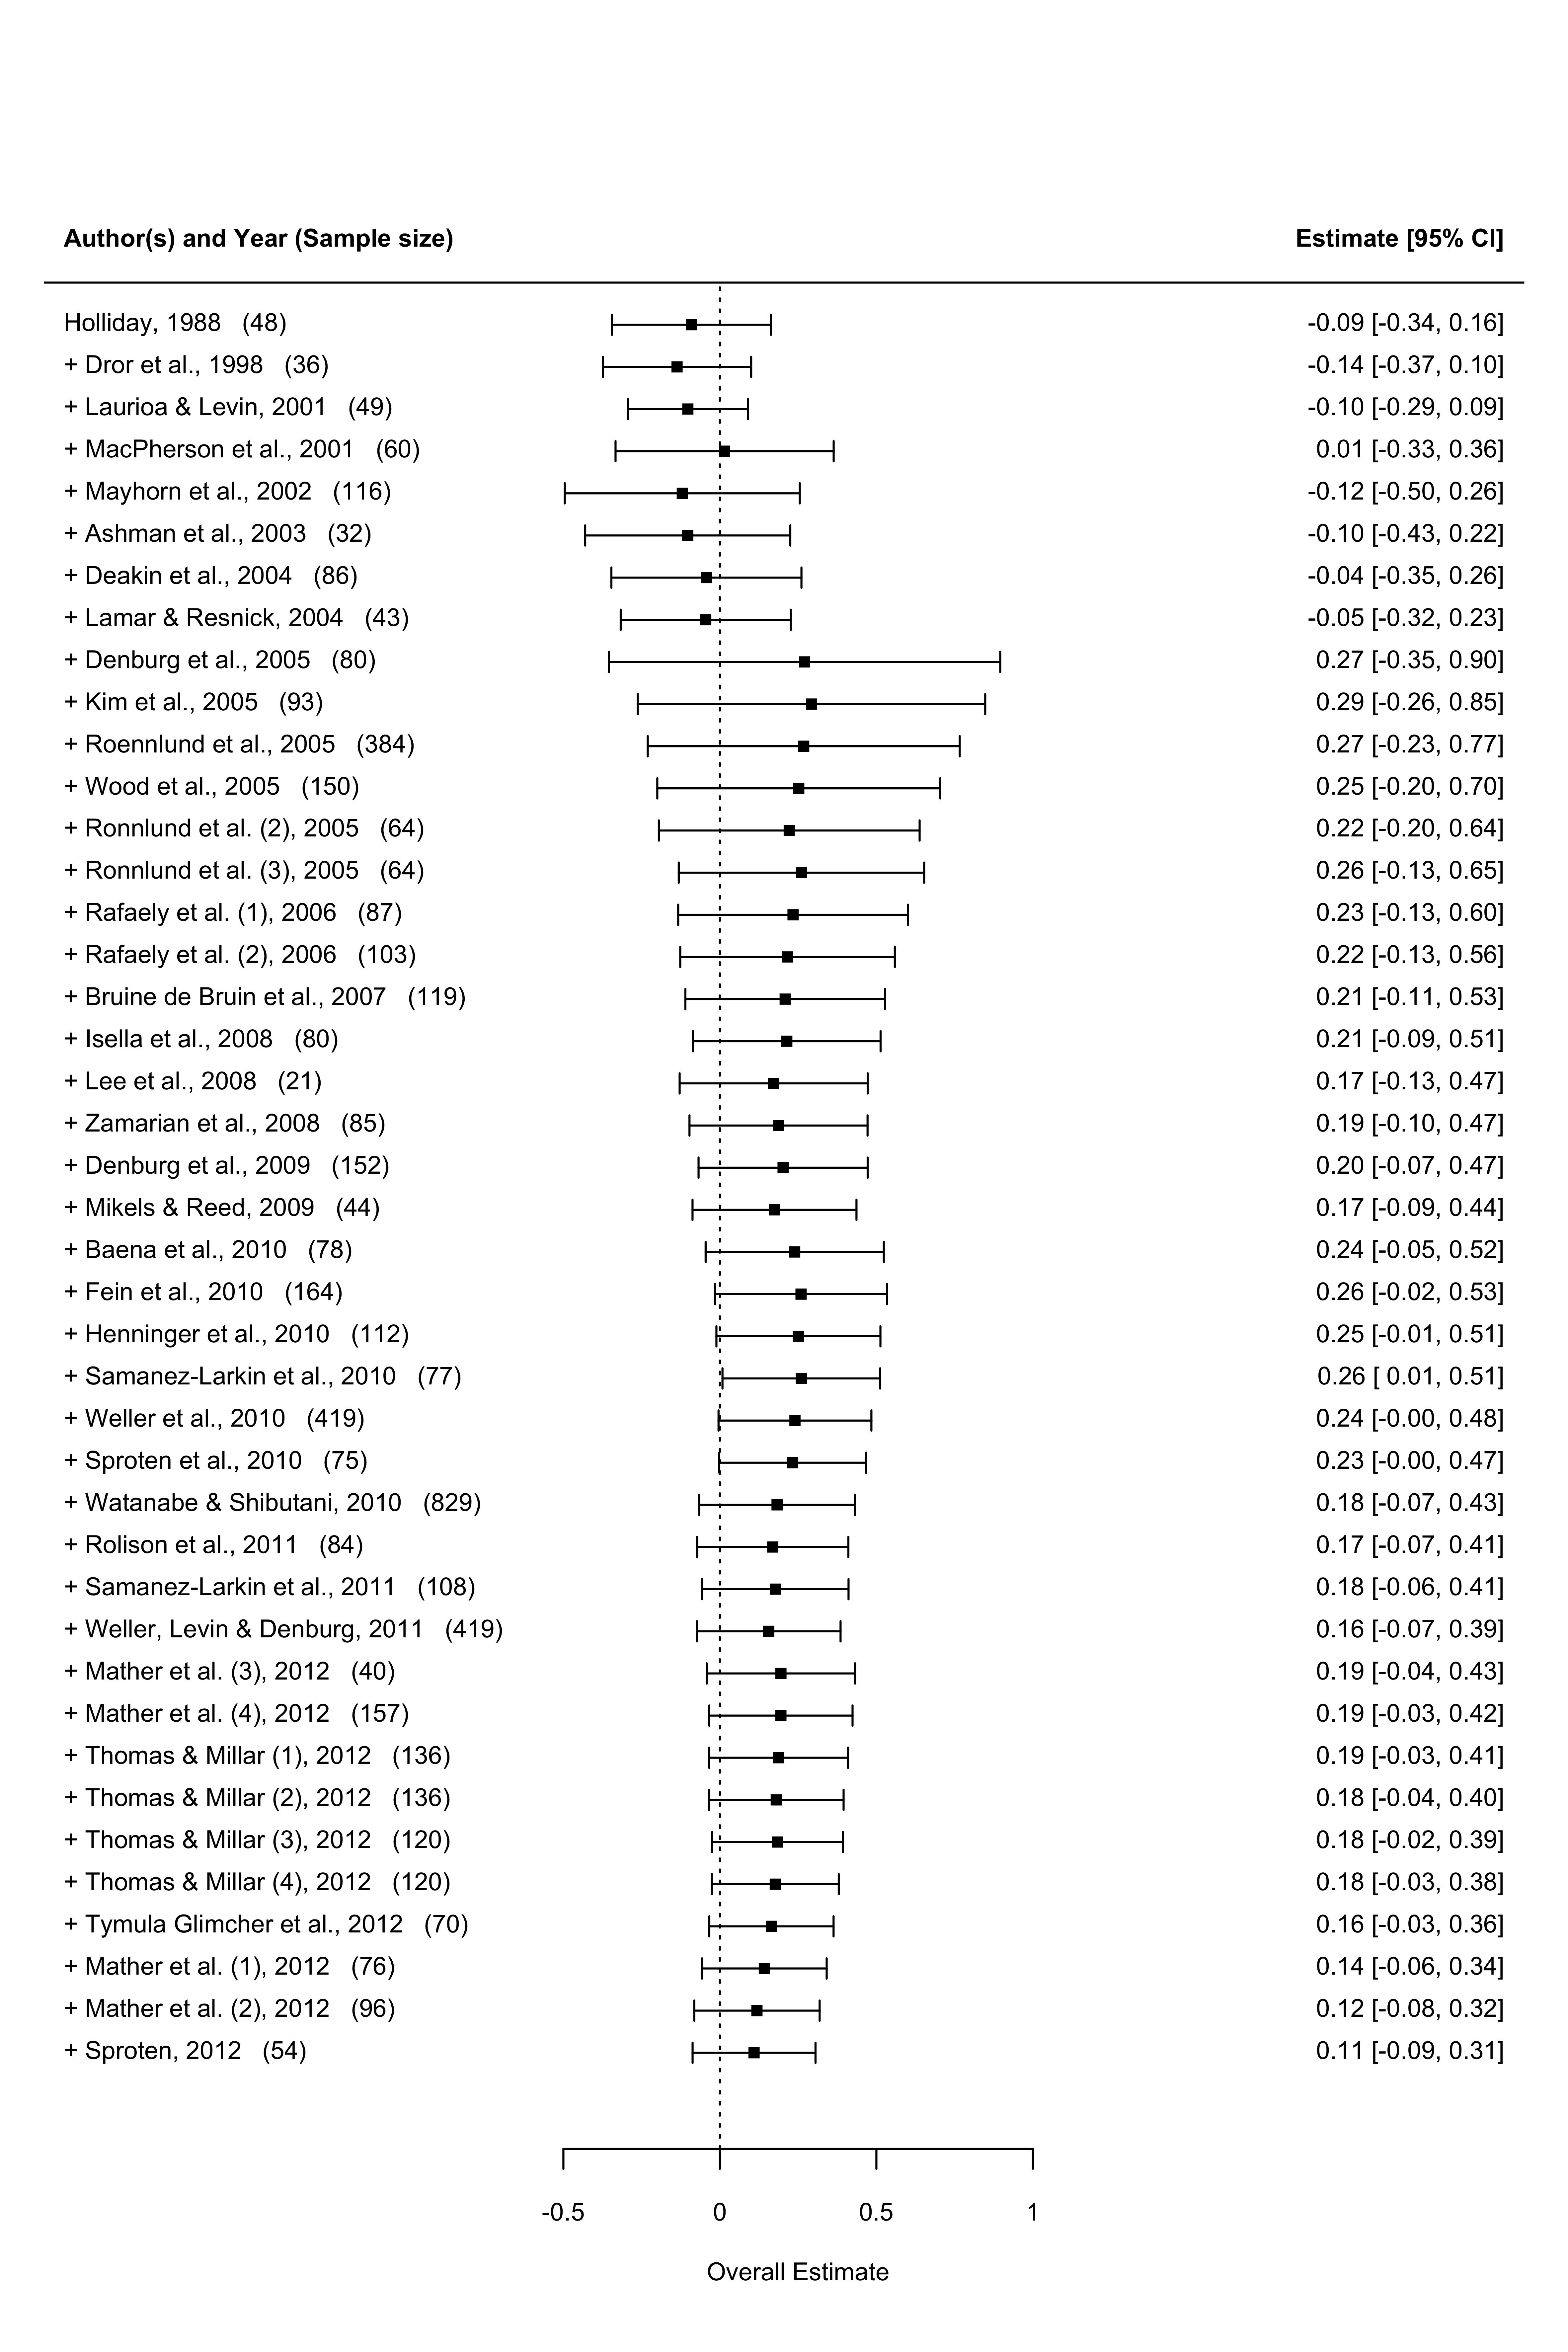 Author(s) and Year (Sample size) Estimate [95% CI]
Holliday, 1988 (48) -0.09 [-0.34, 0.16]
+ Dror et al., 1998 (36) -0.14 [-0.37, 0.10]
+ Laurioa & Levin, 2001 (49) -0.10 [-0.29, 0.09]
+ MacPherson et al., 2001 (60) 0.01 [-0.33, 0.36]
+ Mayhorn et al., 2002 (116) -0.12 [-0.50, 0.26]
+ Ashman et al., 2003 (32) -0.10 [-0.43, 0.22]
+ Deakin et al., 2004 (86) -0.04 [-0.35, 0.26]
+ Lamar & Resnick, 2004 (43) -0.05 [-0.32, 0.23]
+ Denburg et al., 2005 (80) 0.27 [-0.35, 0.90]
+ Kim et al., 2005 (93) 0.29 [-0.26, 0.85]
+ Roennlund et al., 2005 (384) 0.27 [-0.23, 0.77]
+ Wood et al., 2005 (150) 0.25 [-0.20, 0.70]
+ Ronnlund et al. (2), 2005 (64) 0.22 [-0.20, 0.64]
+ Ronnlund et al. (3), 2005 (64) 0.26 [-0.13, 0.65]
+ Rafaely et al. (1), 2006 (87) 0.23 [-0.13, 0.60]
+ Rafaely et al. (2), 2006 (103) 0.22 [-0.13, 0.56]
+ Bruine de Bruin et al., 2007 (119) 0.21 [-0.11, 0.53]
+ Isella et al., 2008 (80) 0.21 [-0.09, 0.51]
+ Lee et al., 2008 (21) 0.17 [-0.13, 0.47]
+ Zamarian et al., 2008 (85) 0.19 [-0.10, 0.47]
+ Denburg et al., 2009 (152) 0.20 [-0.07, 0.47]
+ Mikels & Reed, 2009 (44) 0.17 [-0.09, 0.44]
+ Baena et al., 2010 (78) 0.24 [-0.05, 0.52]
+ Fein et al., 2010 (164) 0.26 [-0.02, 0.53]
+ Henninger et al., 2010 (112) 0.25 [-0.01, 0.51]
+ Samanez-Larkin et al., 2010 (77) 0.26 [ 0.01, 0.51]
+ Weller et al., 2010 (419) 0.24 [-0.00, 0.48]
+ Sproten et al., 2010 (75) 0.23 [-0.00, 0.47]
+ Watanabe & Shibutani, 2010 (829) 0.18 [-0.07, 0.43]
+ Rolison et al., 2011 (84) 0.17 [-0.07, 0.41]
+ Samanez-Larkin et al., 2011 (108) 0.18 [-0.06, 0.41]
+ Weller, Levin & Denburg, 2011 (419) 0.16 [-0.07, 0.39]
+ Mather et al. (3), 2012 (40) 0.19 [-0.04, 0.43]
+ Mather et al. (4), 2012 (157) 0.19 [-0.03, 0.42]
+ Thomas & Millar (1), 2012 (136) 0.19 [-0.03, 0.41]
+ Thomas & Millar (2), 2012 (136) 0.18 [-0.04, 0.40]
+ Thomas & Millar (3), 2012 (120) 0.18 [-0.02, 0.39]
+ Thomas & Millar (4), 2012 (120) 0.18 [-0.03, 0.38]
+ Tymula Glimcher et al., 2012 (70) 0.16 [-0.03, 0.36]
+ Mather et al. (1), 2012 (76) 0.14 [-0.06, 0.34]
+ Mather et al. (2), 2012 (96) 0.12 [-0.08, 0.32]
+ Sproten, 2012 (54) 0.11 [-0.09, 0.31]
-0.5 0 0.5 1
Overall Estimate